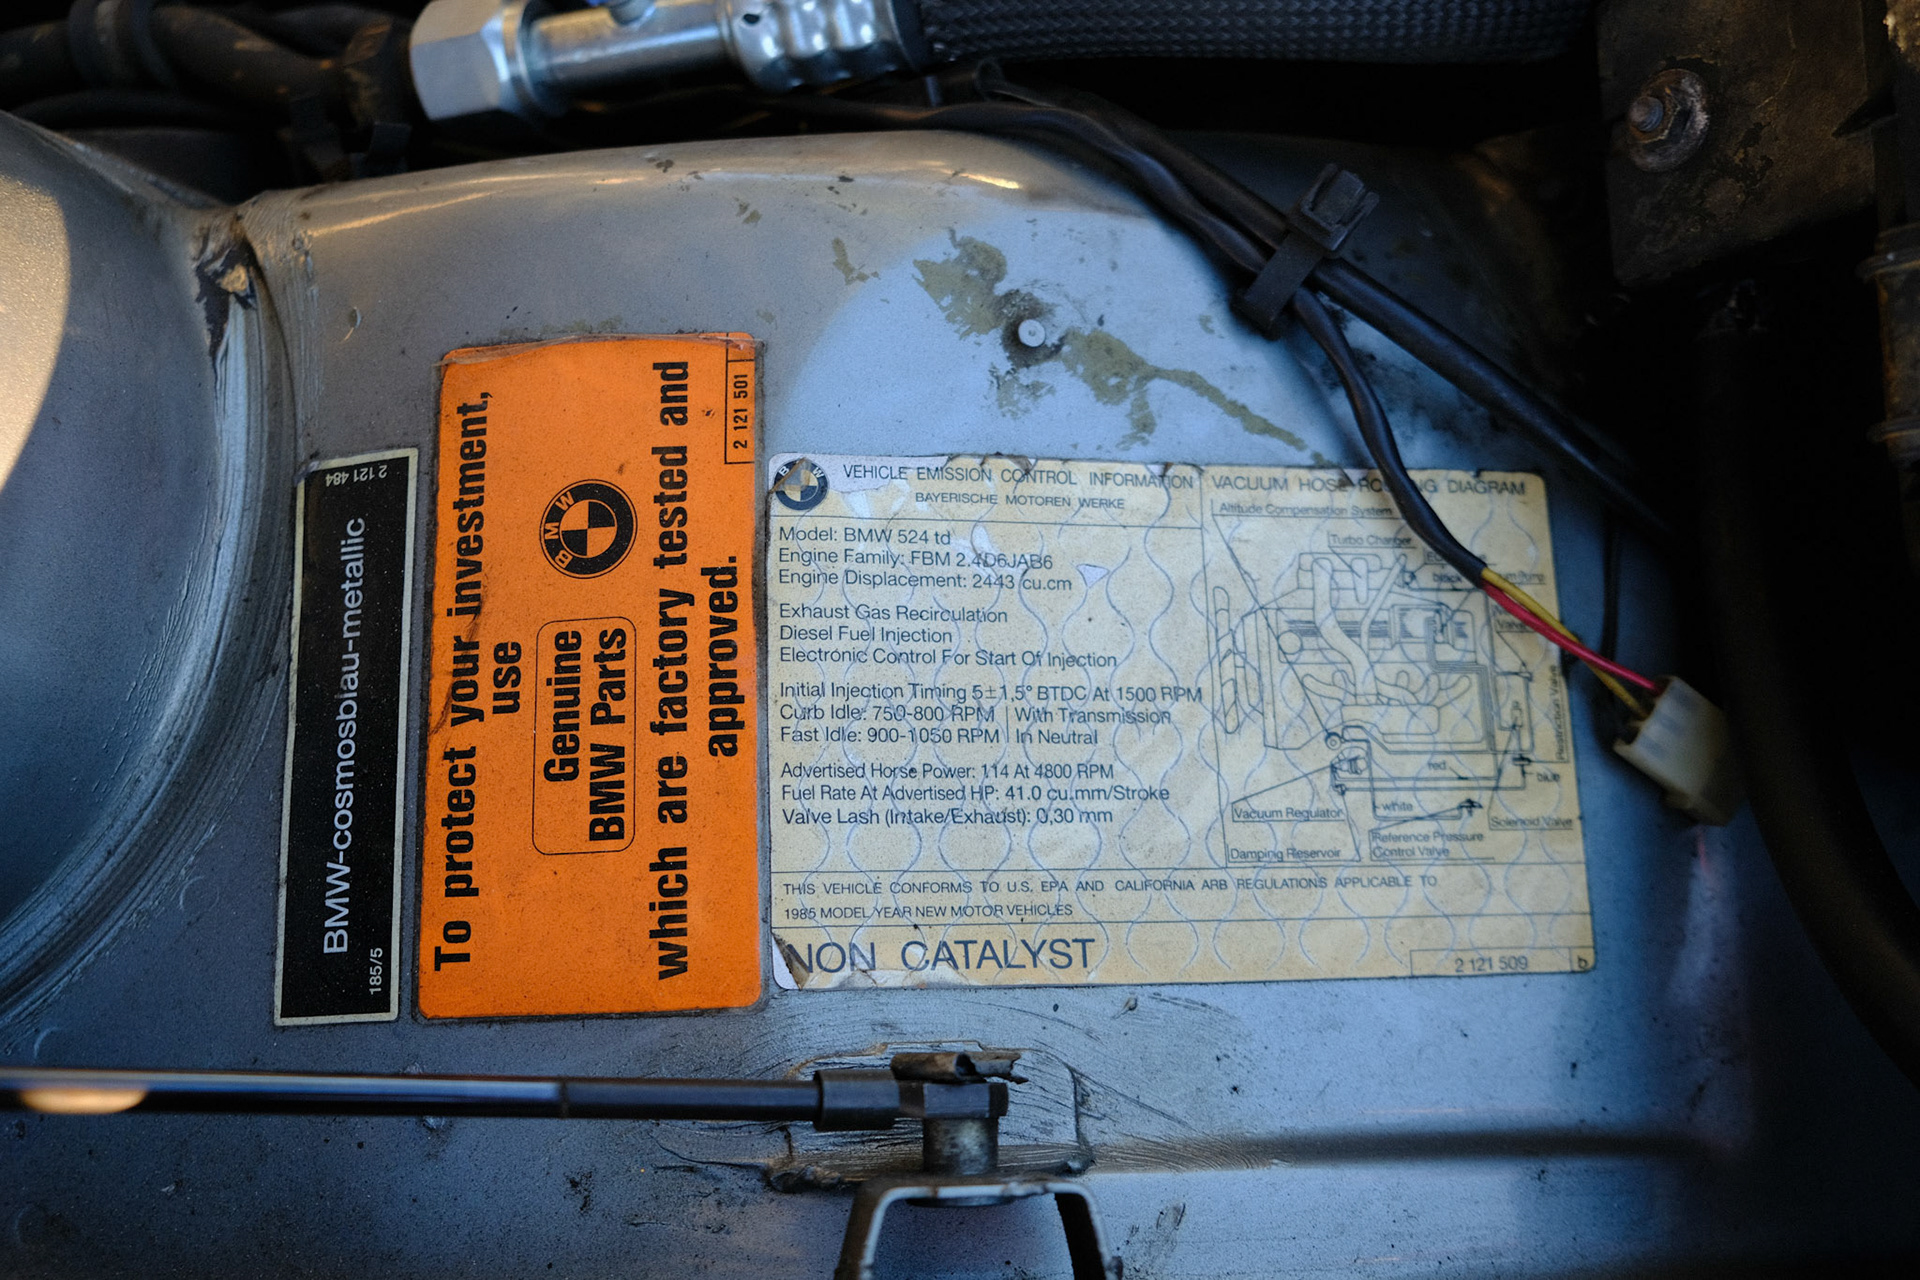 2 121 484
BMW-cosmosblau-metallic
185/5
To protect your investment,
use
BMW
Genuine
BMW Parts
which are factory tested and
approved.
2 121 501
BMW
VEHICLE EMISSION CONTROL INFORMATION
BAYERISCHE MOTOREN WERKE
Model: BMW 524 td
Engine Family: FBM 2.4D6JAB6
Engine Displacement: 2443 cu.cm
Exhaust Gas Recirculation
Diesel Fuel Injection
Electronic Control For Start Of Injection
Initial Injection Timing 5±1,5° BTDC At 1500 RPM
Curb Idle: 750-800 RPM | With Transmission
Fast Idle: 900-1050 RPM | In Neutral
Advertised Horse Power: 114 At 4800 RPM
Fuel Rate At Advertised HP: 41.0 cu.mm/Stroke
Valve Lash (Intake/Exhaust): 0,30 mm
VACUUM HOSE DIAGRAM
Altitude Compensation System
Turbo Charger
black
red
blue
white
Vacuum Regulator
Solenoid Valve
Damping Reservoir
Reference Pressure
Control Valve
THIS VEHICLE CONFORMS TO U.S. EPA AND CALIFORNIA ARB REGULATIONS APPLICABLE TO
1985 MODEL YEAR NEW MOTOR VEHICLES
NON CATALYST
2 121 509 b